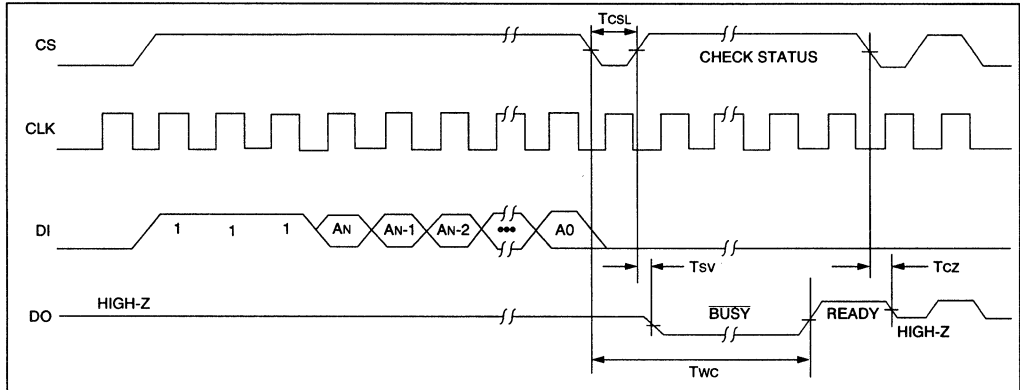 TCSL
CS
CHECK STATUS
CLK
DI
1 1 1 AN AN-1 AN-2 ••• A0
TSV
TCZ
HIGH-Z
DO
BUSY
READY
HIGH-Z
TWC